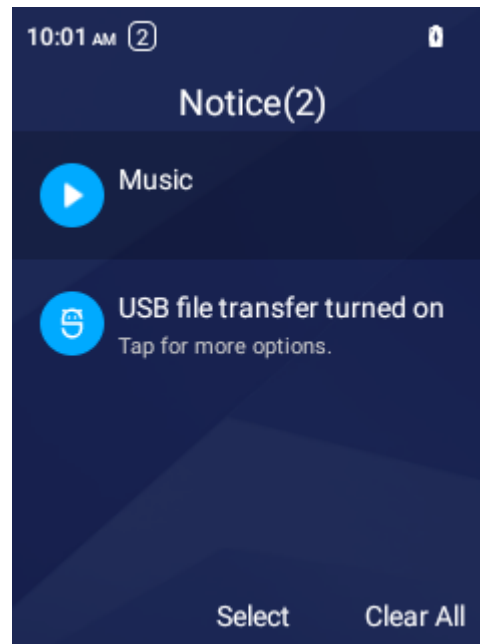 10:01 AM 2
Notice(2)
Music
USB file transfer turned on
Tap for more options.
Select Clear All